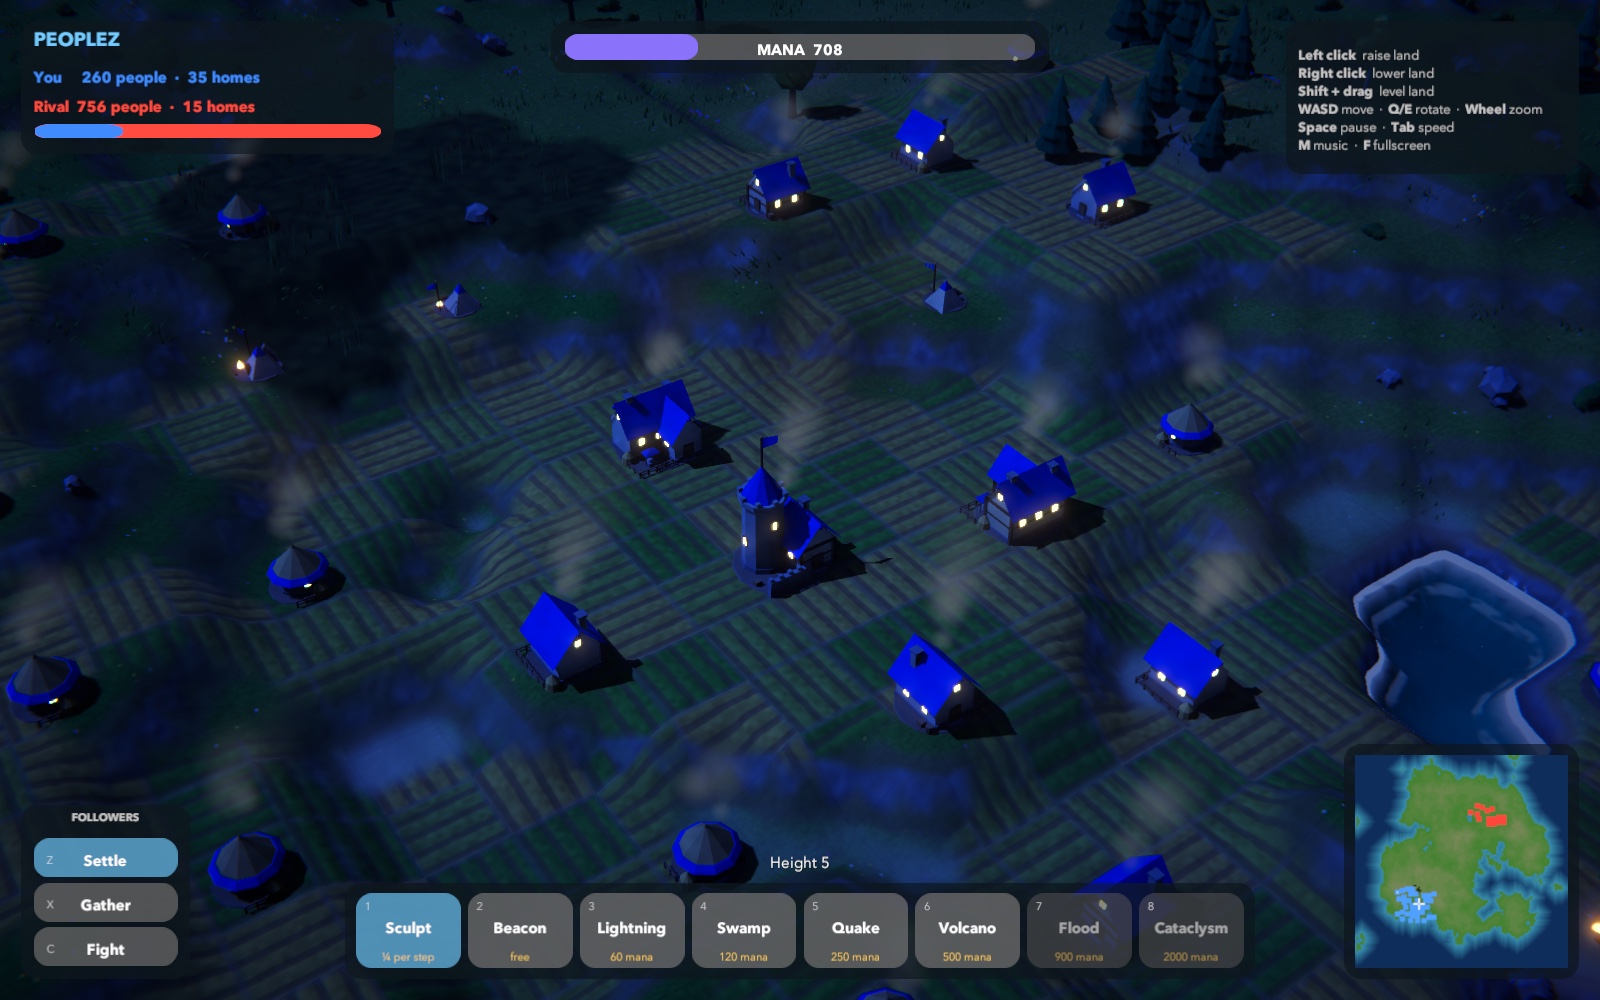 PEOPLEZ
You 260 people · 35 homes
Rival 756 people · 15 homes
MANA 708
Left click raise land
Right click lower land
Shift + drag level land
WASD move · Q/E rotate · Wheel zoom
Space pause · Tab speed
M music · F fullscreen
FOLLOWERS
Z Settle
X Gather
C Fight
Height 5
1 Sculpt
¼ per step
2 Beacon
free
3 Lightning
60 mana
4 Swamp
120 mana
5 Quake
250 mana
6 Volcano
500 mana
7 Flood
900 mana
8 Cataclysm
2000 mana